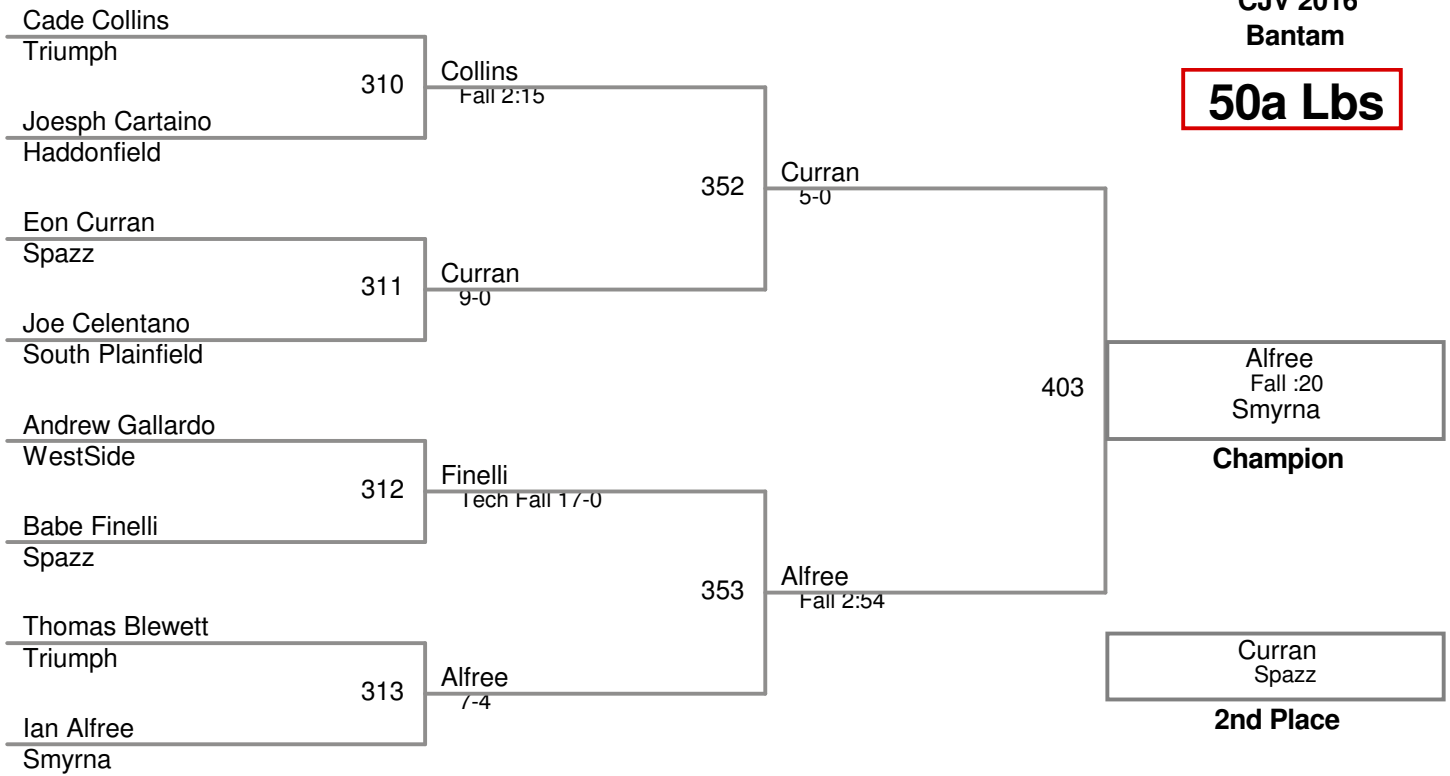 CJV 2016
Bantam
50a Lbs
Cade Collins
Triumph
310
Collins
Fall 2:15
Joesph Cartaino
Haddonfield
352
Curran
5-0
Eon Curran
Spazz
311
Curran
9-0
Joe Celentano
South Plainfield
403
Alfree
Fall :20
Smyrna
Champion
Andrew Gallardo
WestSide
312
Finelli
Tech Fall 17-0
Babe Finelli
Spazz
353
Alfree
Fall 2:54
Thomas Blewett
Triumph
313
Alfree
7-4
Ian Alfree
Smyrna
Curran
Spazz
2nd Place